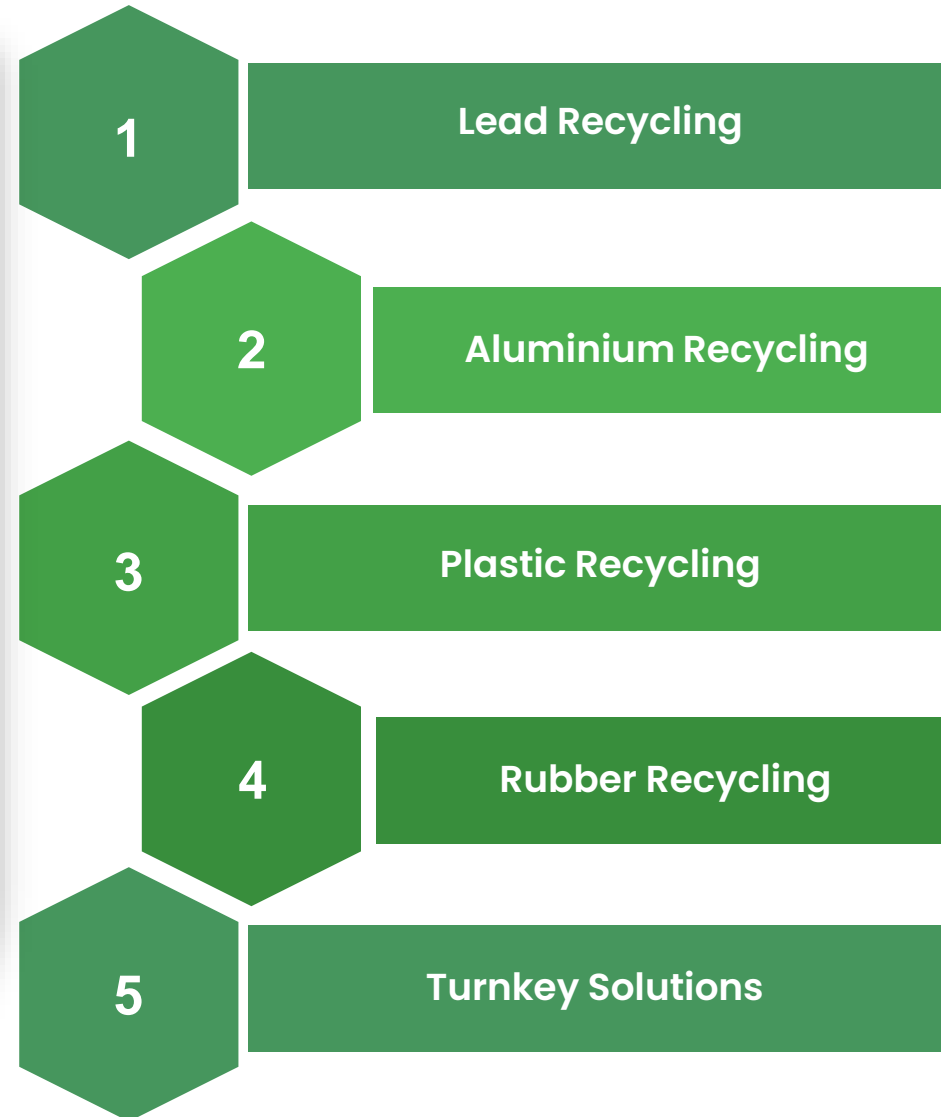 1
Lead Recycling
2
Aluminium Recycling
3
Plastic Recycling
4
Rubber Recycling
5
Turnkey Solutions